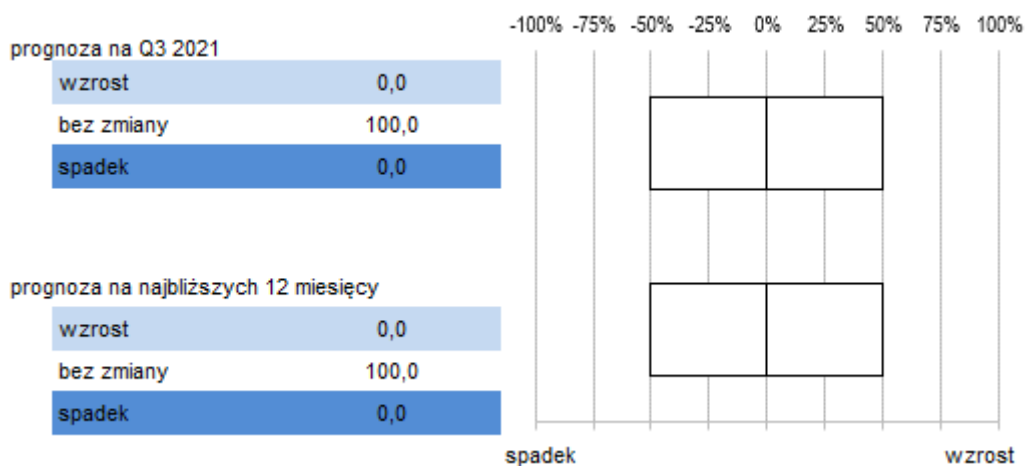 -100% -75% -50% -25% 0% 25% 50% 75% 100%
prognoza na Q3 2021
wzrost 0,0
bez zmiany 100,0
spadek 0,0
prognoza na najbliższych 12 miesięcy
wzrost 0,0
bez zmiany 100,0
spadek 0,0
spadek wzrost